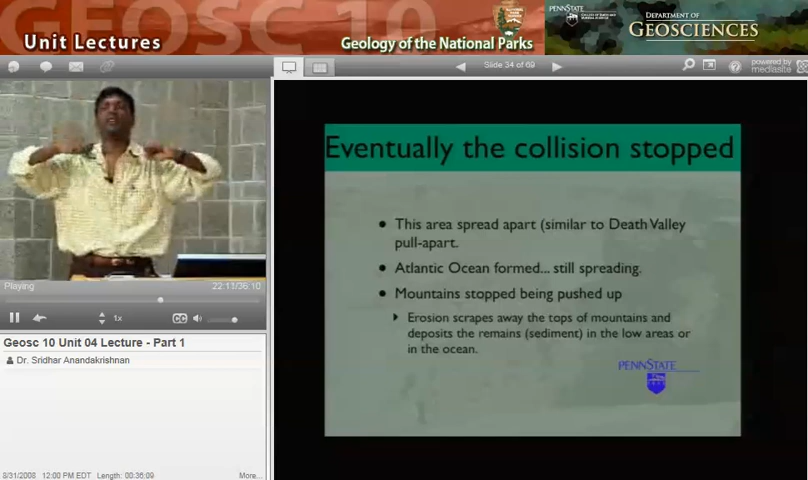 GEOSC 10
Unit Lectures
Geology of the National Parks
PENNSTATE
DEPARTMENT OF
GEOSCIENCES
Slide 34 of 69
powered by
mediasite
Eventually the collision stopped
• This area spread apart (similar to Death Valley
pull-apart.
• Atlantic Ocean formed... still spreading.
• Mountains stopped being pushed up
Erosion scrapes away the tops of mountains and
deposits the remains (sediment) in the low areas or
in the ocean.
PENNSTATE
Playing
22:11/36:10
1x
CC
Geosc 10 Unit 04 Lecture - Part 1
Dr. Sridhar Anandakrishnan
8/31/2008 12:00 PM EDT Length: 00:36:09
More...